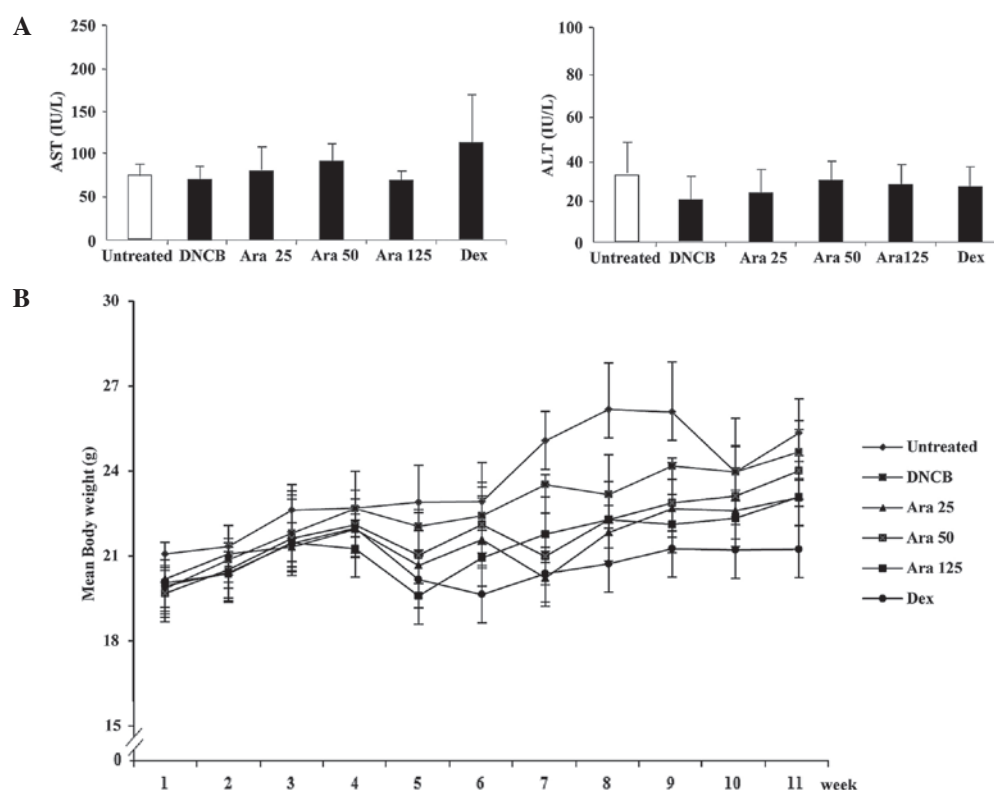 A
250
200
150
100
50
0
AST (IU/L)
Untreated DNCB Ara 25 Ara 50 Ara 125 Dex
100
80
60
40
20
0
ALT (IU/L)
Untreated DNCB Ara 25 Ara 50 Ara125 Dex
B
30
27
24
21
18
15
0
Mean Body weight (g)
1 2 3 4 5 6 7 8 9 10 11 week
Untreated
DNCB
Ara 25
Ara 50
Ara 125
Dex